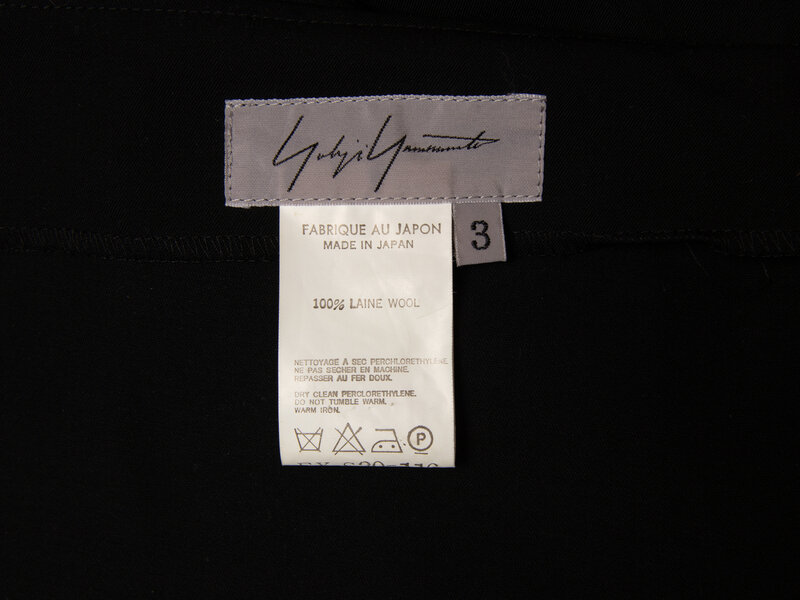 Yohji Yamamoto
3
FABRIQUE AU JAPON
MADE IN JAPAN
100% LAINE WOOL
NETTOYAGE À SEC PERCHLORETHYLENE
NE PAS SECHER EN MACHINE.
REPASSER AU FER DOUX.
DRY CLEAN PERCLORETHYLENE.
DO NOT TUMBLE WARM.
WARM IRON.
P